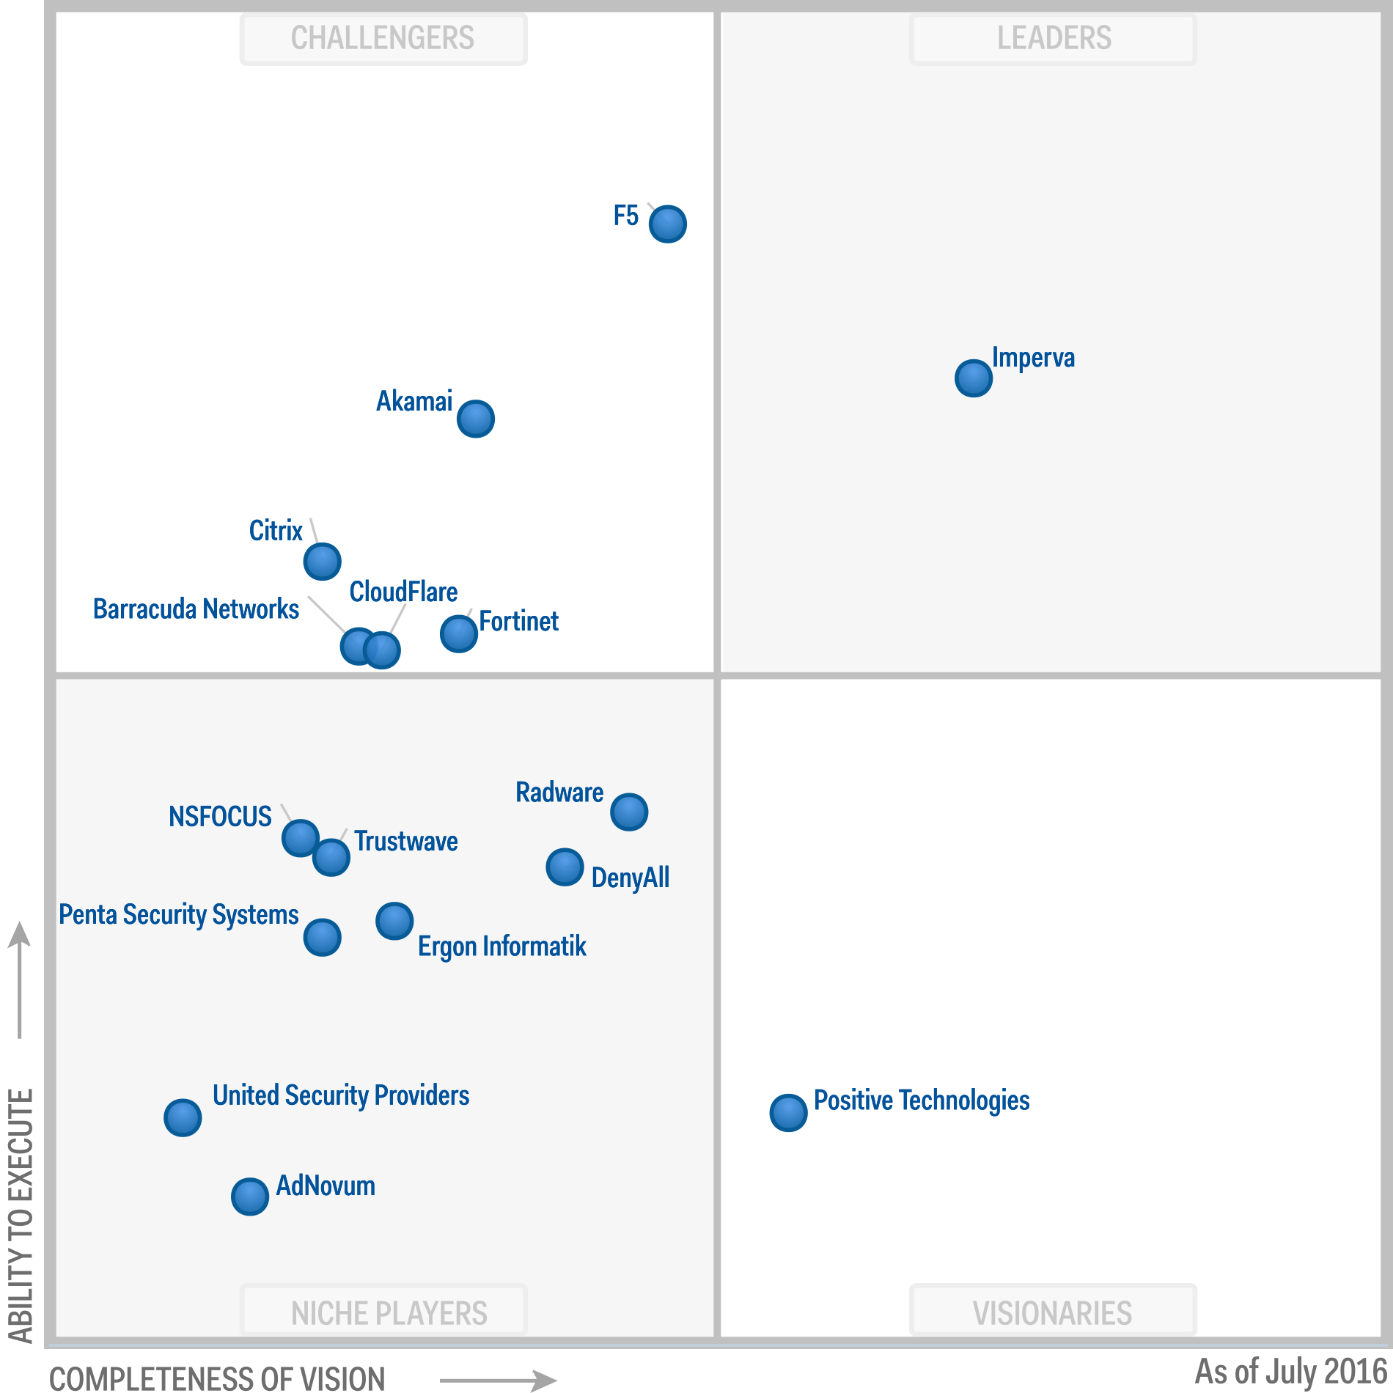 CHALLENGERS
LEADERS
F5
Imperva
Akamai
Citrix
CloudFlare
Barracuda Networks
Fortinet
Radware
NSFOCUS
Trustwave
DenyAll
Penta Security Systems
Ergon Informatik
United Security Providers
Positive Technologies
AdNovum
NICHE PLAYERS
VISIONARIES
ABILITY TO EXECUTE
COMPLETENESS OF VISION
As of July 2016